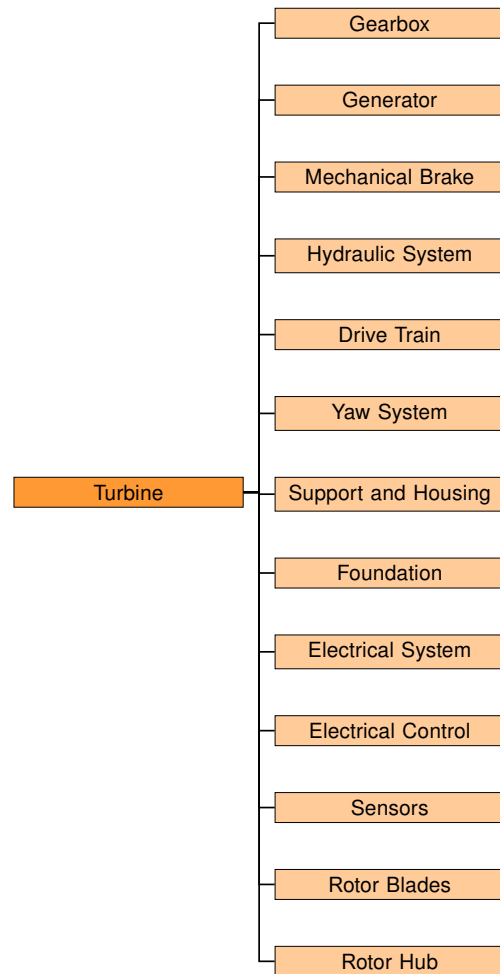 Gearbox
Generator
Mechanical Brake
Hydraulic System
Drive Train
Yaw System
Turbine
Support and Housing
Foundation
Electrical System
Electrical Control
Sensors
Rotor Blades
Rotor Hub